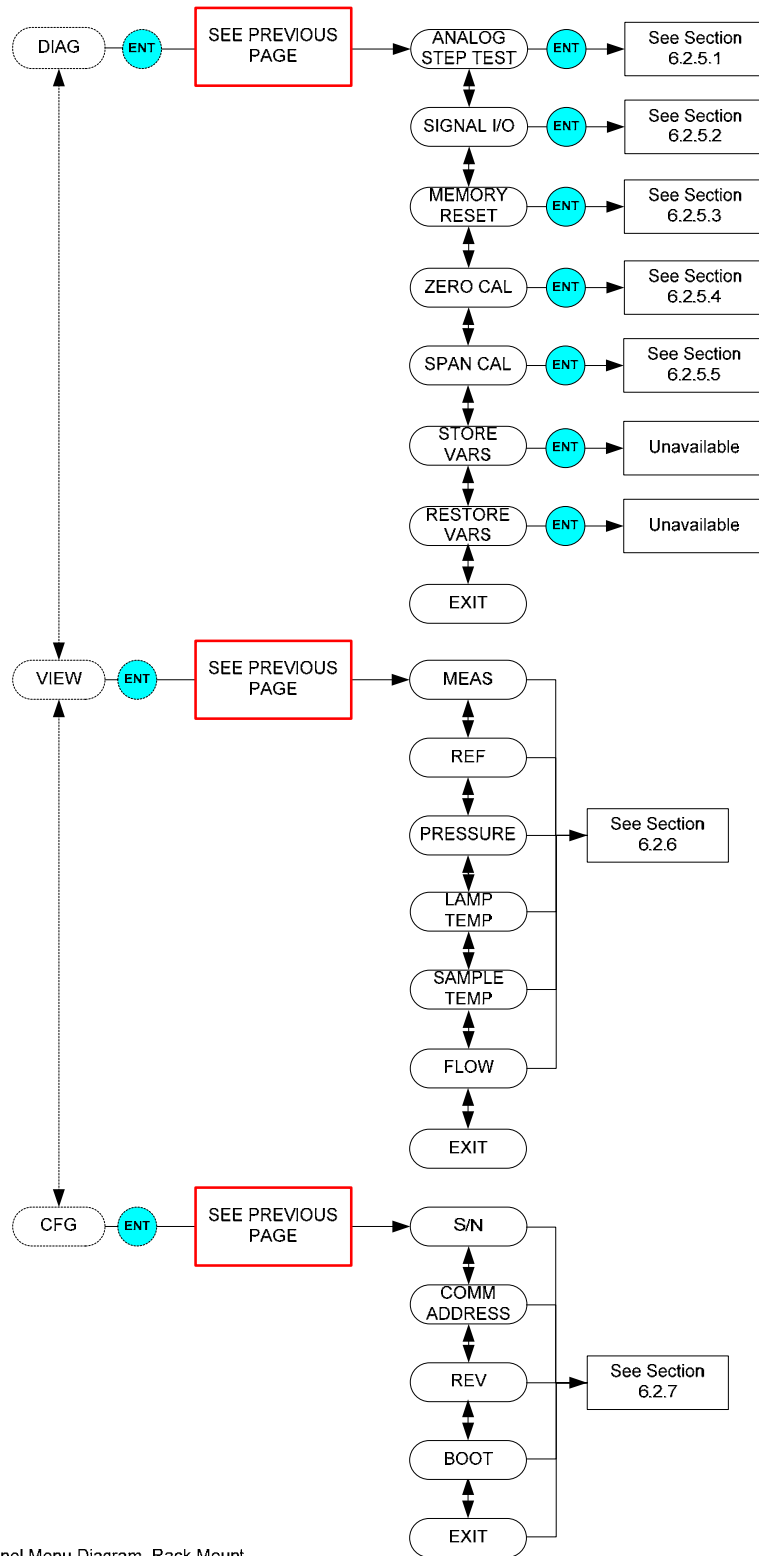 DIAG
ENT
SEE PREVIOUS
PAGE
ANALOG
STEP TEST
ENT
See Section
6.2.5.1
SIGNAL I/O
ENT
See Section
6.2.5.2
MEMORY
RESET
ENT
See Section
6.2.5.3
ZERO CAL
ENT
See Section
6.2.5.4
SPAN CAL
ENT
See Section
6.2.5.5
STORE
VARS
ENT
Unavailable
RESTORE
VARS
ENT
Unavailable
EXIT
VIEW
ENT
SEE PREVIOUS
PAGE
MEAS
REF
PRESSURE
LAMP
TEMP
SAMPLE
TEMP
FLOW
EXIT
See Section
6.2.6
CFG
ENT
SEE PREVIOUS
PAGE
S/N
COMM
ADDRESS
REV
BOOT
EXIT
See Section
6.2.7
Menu Diagram, Rack Mount